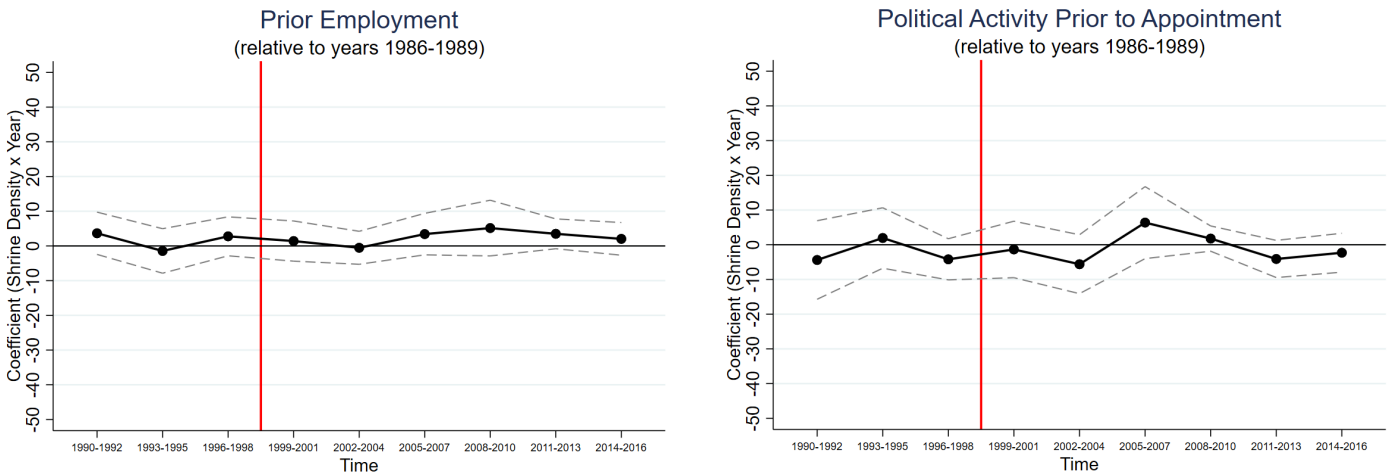 Prior Employment
(relative to years 1986-1989)
Coefficient (Shrine Density x Year)
50
40
30
20
10
0
-10
-20
-30
-40
-50
1990-1992 1993-1995 1996-1998 1999-2001 2002-2004 2005-2007 2008-2010 2011-2013 2014-2016
Time
Political Activity Prior to Appointment
(relative to years 1986-1989)
Coefficient (Shrine Density x Year)
50
40
30
20
10
0
-10
-20
-30
-40
-50
1990-1992 1993-1995 1996-1998 1999-2001 2002-2004 2005-2007 2008-2010 2011-2013 2014-2016
Time